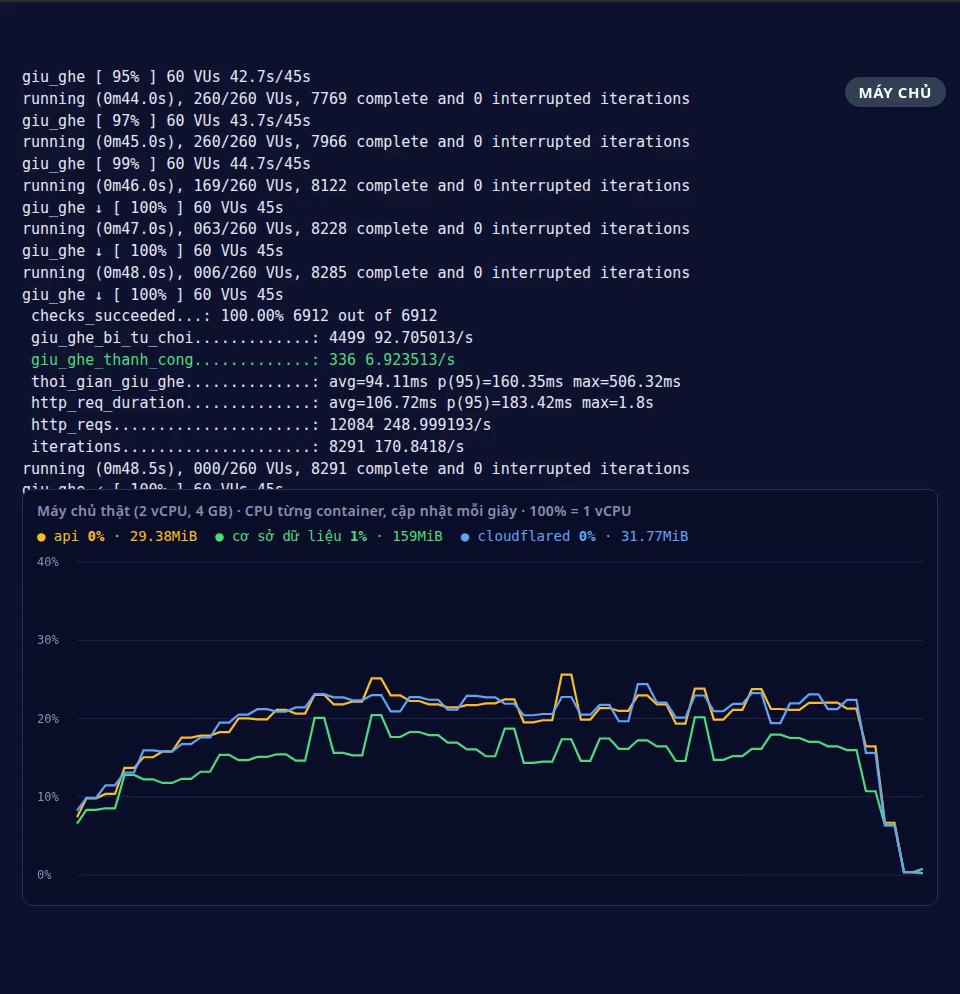 giu_ghe [ 95% ] 60 VUs 42.7s/45s
running (0m44.0s), 260/260 VUs, 7769 complete and 0 interrupted iterations
MÁY CHỦ
giu_ghe [ 97% ] 60 VUs 43.7s/45s
running (0m45.0s), 260/260 VUs, 7966 complete and 0 interrupted iterations
giu_ghe [ 99% ] 60 VUs 44.7s/45s
running (0m46.0s), 169/260 VUs, 8122 complete and 0 interrupted iterations
giu_ghe ↓ [ 100% ] 60 VUs 45s
running (0m47.0s), 063/260 VUs, 8228 complete and 0 interrupted iterations
giu_ghe ↓ [ 100% ] 60 VUs 45s
running (0m48.0s), 006/260 VUs, 8285 complete and 0 interrupted iterations
giu_ghe ↓ [ 100% ] 60 VUs 45s
checks_succeeded...: 100.00% 6912 out of 6912
giu_ghe_bi_tu_choi.............: 4499 92.705013/s
giu_ghe_thanh_cong.............: 336 6.923513/s
thoi_gian_giu_ghe..............: avg=94.11ms p(95)=160.35ms max=506.32ms
http_req_duration..............: avg=106.72ms p(95)=183.42ms max=1.8s
http_reqs......................: 12084 248.999193/s
iterations.....................: 8291 170.8418/s
running (0m48.5s), 000/260 VUs, 8291 complete and 0 interrupted iterations
giu_ghe ✓ [ 100% ] 60 VUs 45s
Máy chủ thật (2 vCPU, 4 GB) · CPU từng container, cập nhật mỗi giây · 100% = 1 vCPU
● api 0% · 29.38MiB ● cơ sở dữ liệu 1% · 159MiB ● cloudflared 0% · 31.77MiB
40%
30%
20%
10%
0%